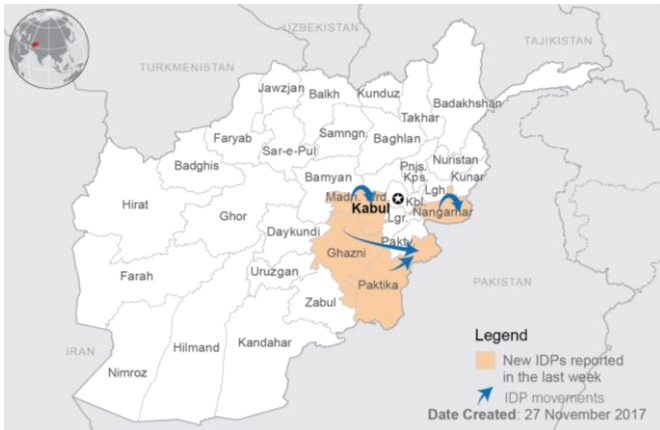 UZBEKISTAN
TAJIKISTAN
TURKMENISTAN
Jawzjan
Balkh
Kunduz
Badakhshan
Takhar
Faryab
Samngn.
Baghlan
Sar-e-Pul
Nuristan
Badghis
Pnjs.
Kps.
Kunar
Bamyan
Lgh
Madn.
Wrd.
Kbl.
Hirat
Kabul
Nangarhar
Ghor
Lgr.
Daykundi
Pakty
Ghazni
Uruzgan
Farah
Paktika
PAKISTAN
Zabul
Legend
Kandahar
Hilmand
IRAN
Nimroz
New IDPs reported
in the last week
IDP movements
Date Created: 27 November 2017